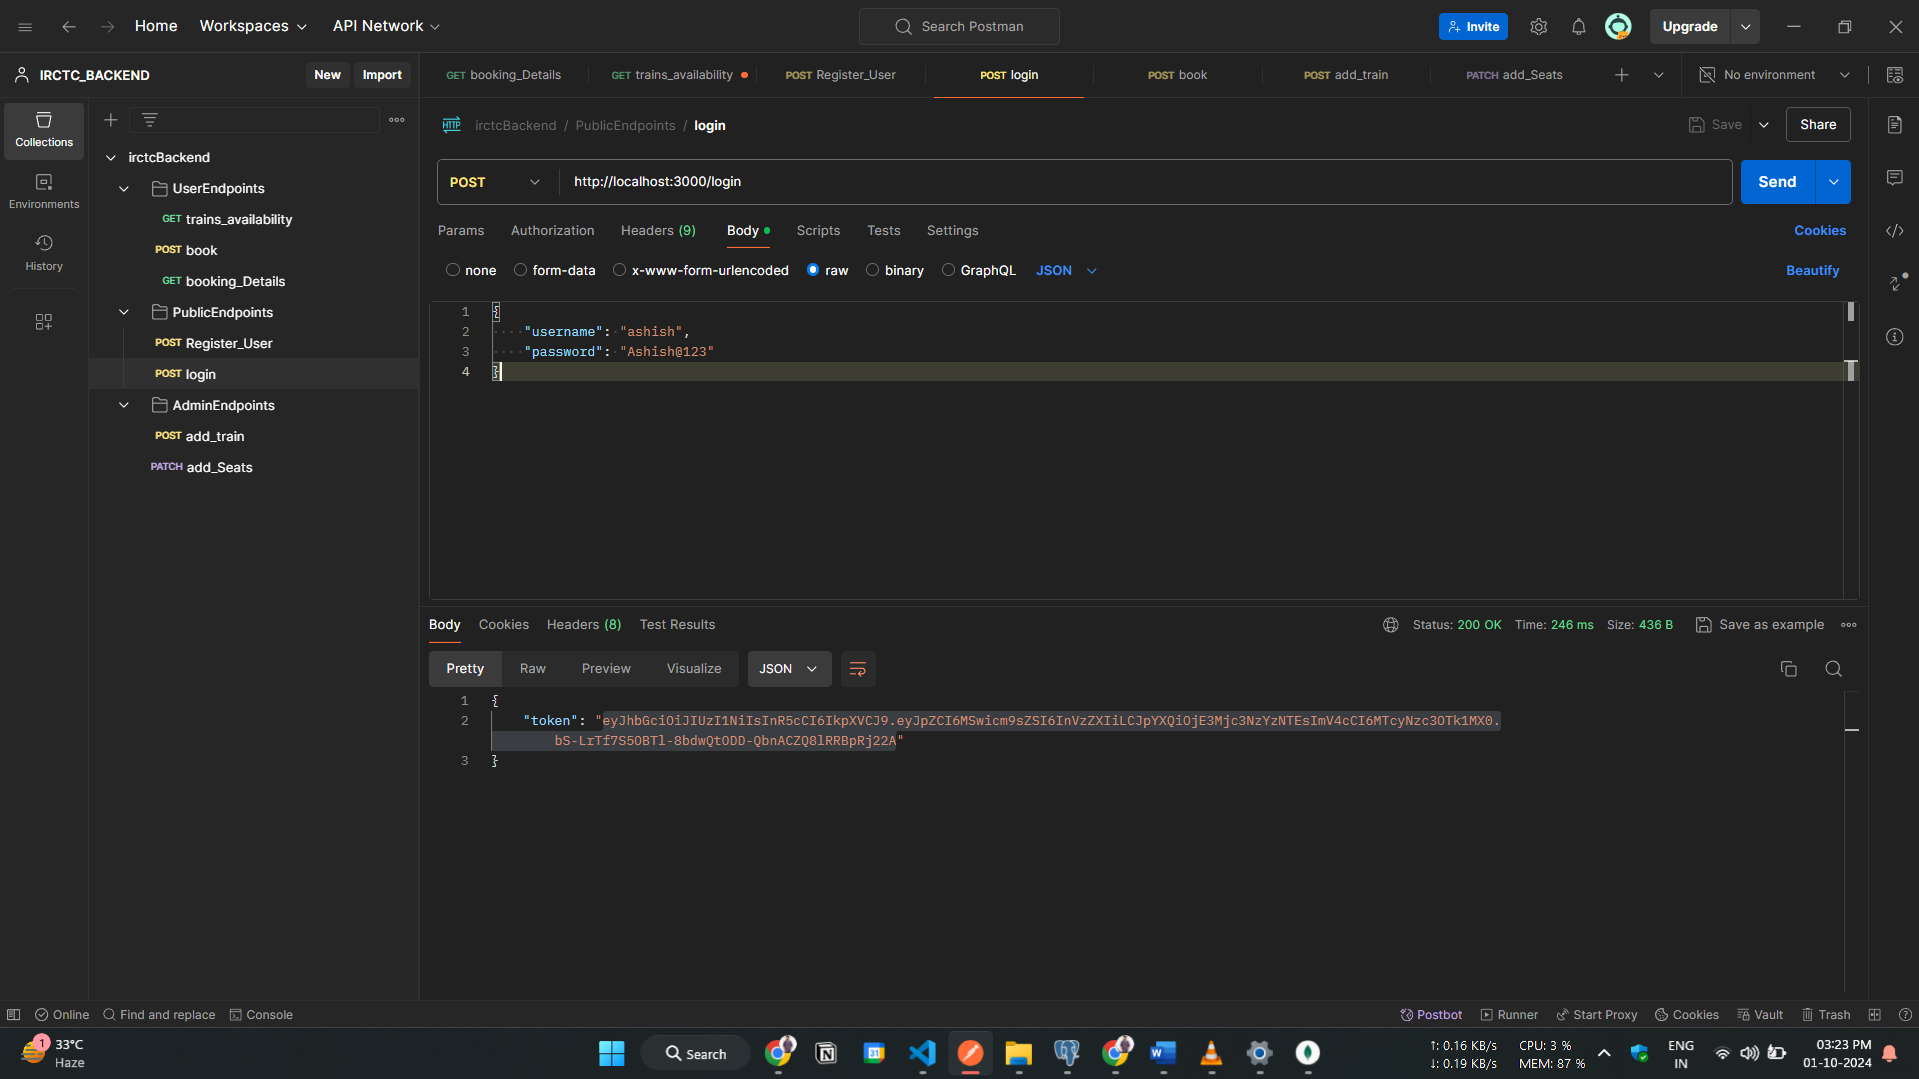 Home Workspaces API Network Search Postman Invite Upgrade
IRCTC_BACKEND New Import GET booking_Details GET trains_availability POST Register_User POST login POST book POST add_train PATCH add_Seats No environment
Collections
Environments
History
irctcBackend
UserEndpoints
GET trains_availability
POST book
GET booking_Details
PublicEndpoints
POST Register_User
POST login
AdminEndpoints
POST add_train
PATCH add_Seats
HTTP irctcBackend / PublicEndpoints / login Save Share
POST http://localhost:3000/login Send
Params Authorization Headers (9) Body Scripts Tests Settings Cookies
none form-data x-www-form-urlencoded raw binary GraphQL JSON Beautify
1 {
2 "username": "ashish",
3 "password": "Ashish@123"
4 }
Body Cookies Headers (8) Test Results Status: 200 OK Time: 246 ms Size: 436 B Save as example
Pretty Raw Preview Visualize JSON
1 {
2 "token": "eyJhbGciOiJIUzI1NiIsInR5cCI6IkpXVCJ9.eyJpZCI6MSwicm9sZSI6InVzZXIiLCJpYXQiOjE3Mjc3NzYzNTEsImV4cCI6MTcyNzc3OTk1MX0.
bS-LrTf7S5OBTl-8bdwQtODD-QbnACZQ8lRRBpRj22A"
3 }
Online Find and replace Console Postbot Runner Start Proxy Cookies Vault Trash
1 33°C
Haze
Search
31
↑: 0.16 KB/s CPU: 3 %
↓: 0.19 KB/s MEM: 87 %
ENG
IN
03:23 PM
01-10-2024